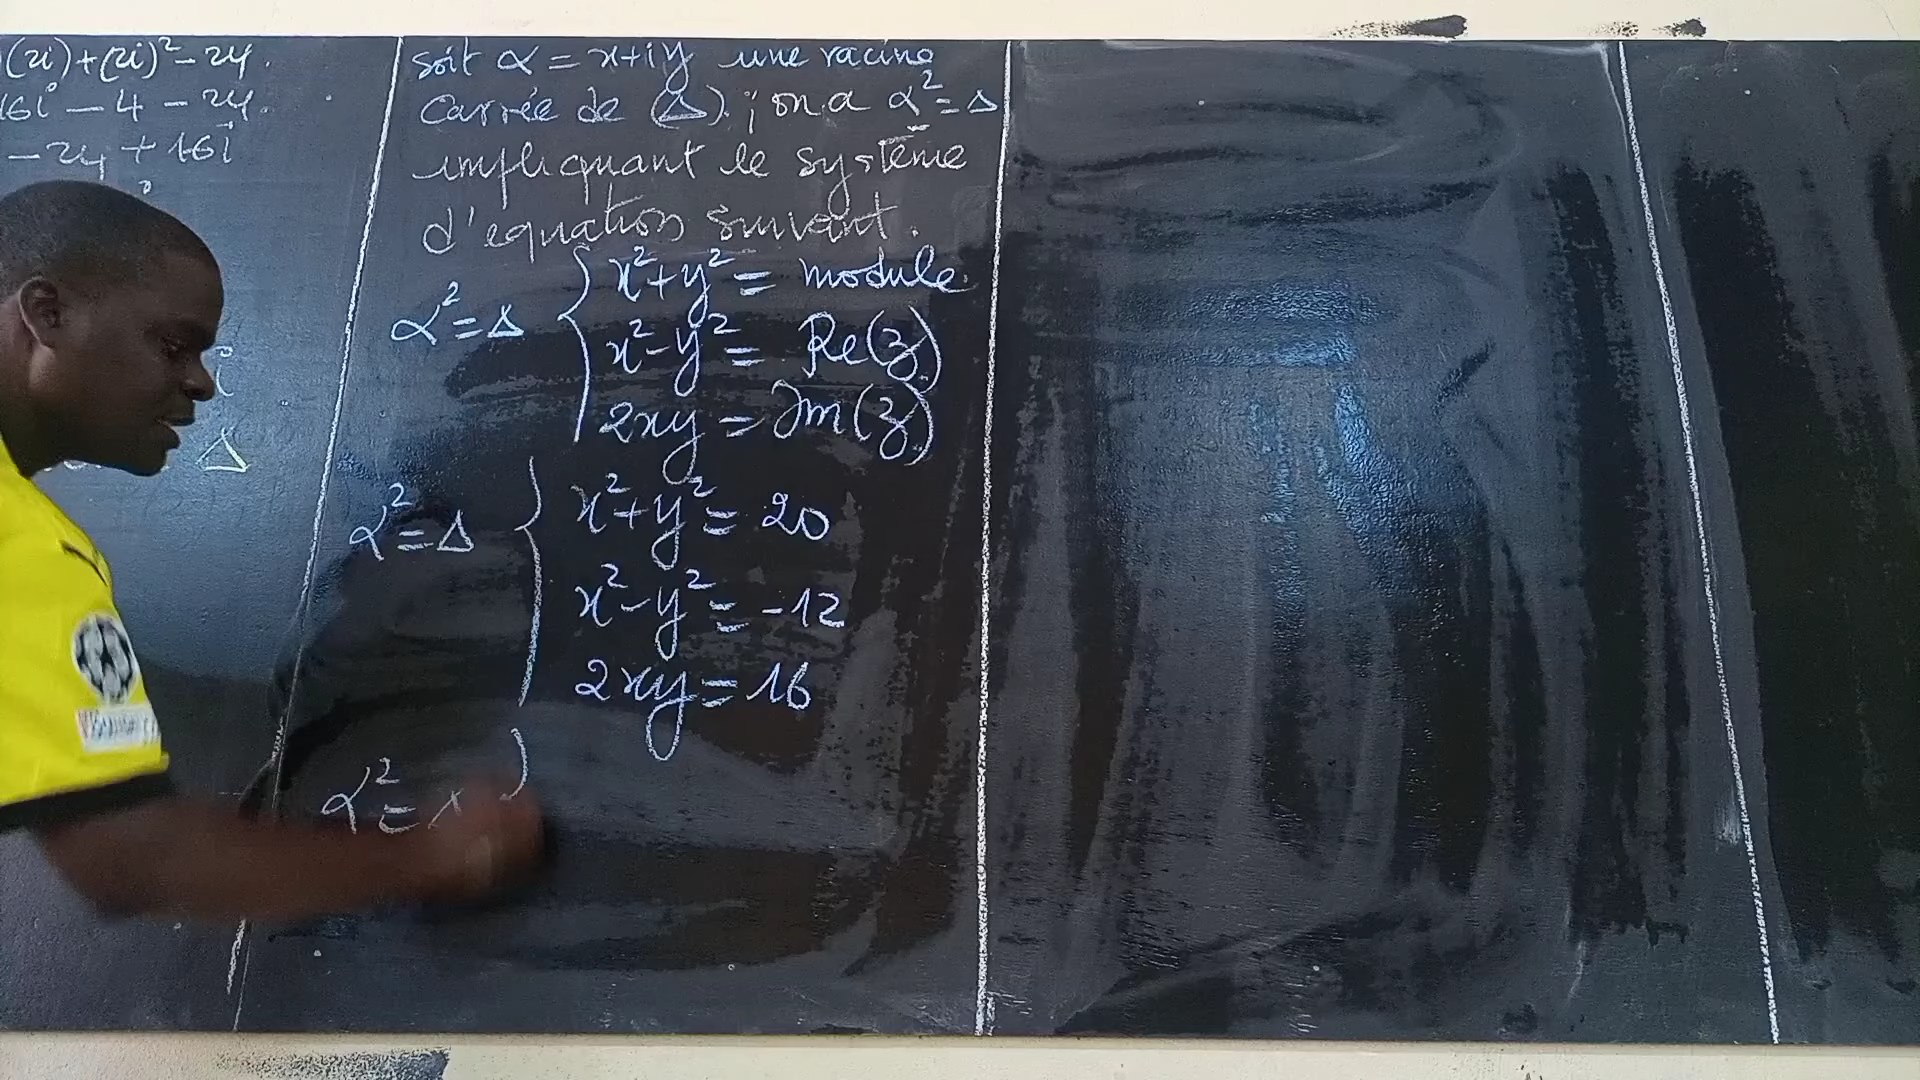 (2i)+(2i)²-24.
16i - 4 - 24.
-24 + 16i
i
Δ
soit α = x+iy une racine
Carrée de (Δ). ; on a α² = Δ
impliquant le système
d'equation suivant.
α² = Δ { x²+y² = module.
x²-y² = Re(z)
2xy = Im(z)
α² = Δ { x²+y² = 20
x²-y² = -12
2xy = 16
α² =